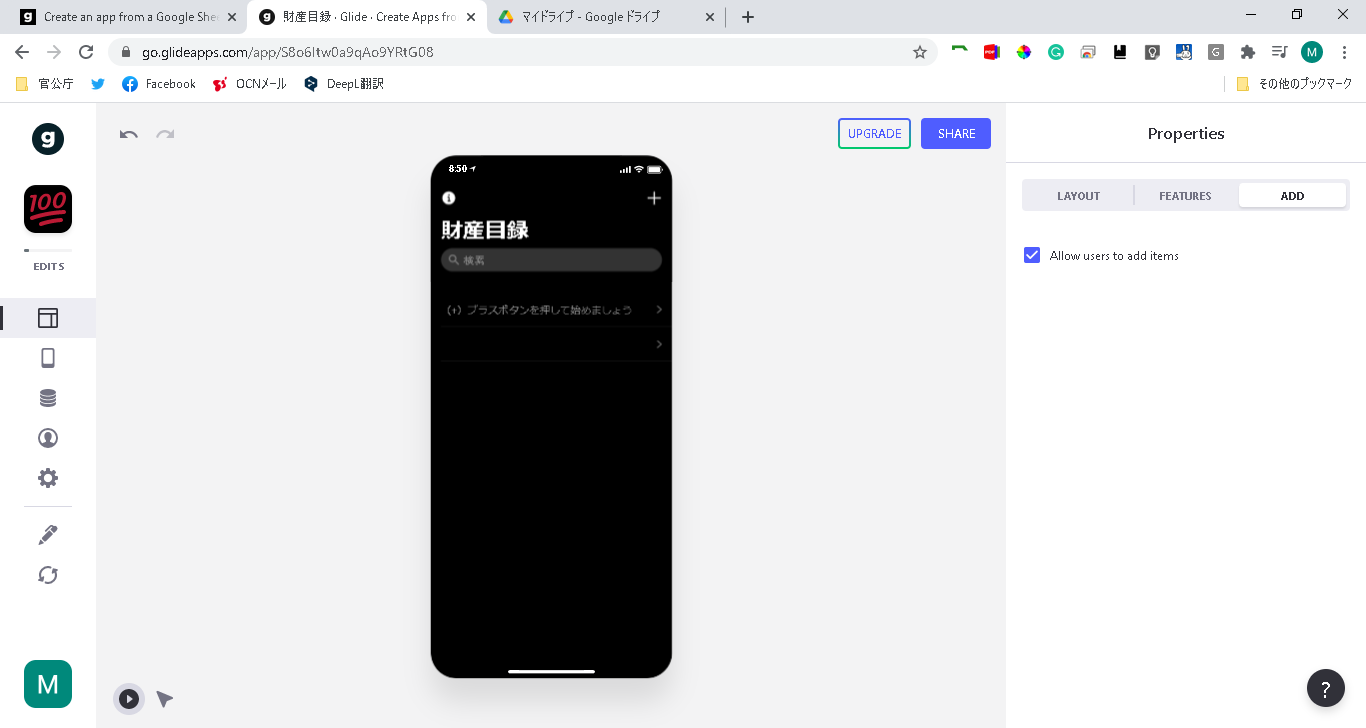 Create an app from a Google She
財産目録 · Glide · Create Apps fro
マイドライブ - Google ドライブ
go.glideapps.com/app/S8o6Itw0a9qAo9YRtG08
官公庁
Facebook
OCNメール
DeepL翻訳
その他のブックマーク
UPGRADE
SHARE
Properties
LAYOUT
FEATURES
ADD
Allow users to add items
100
EDITS
8:50
財産目録
検索
(+) プラスボタンを押して始めましょう
M
?